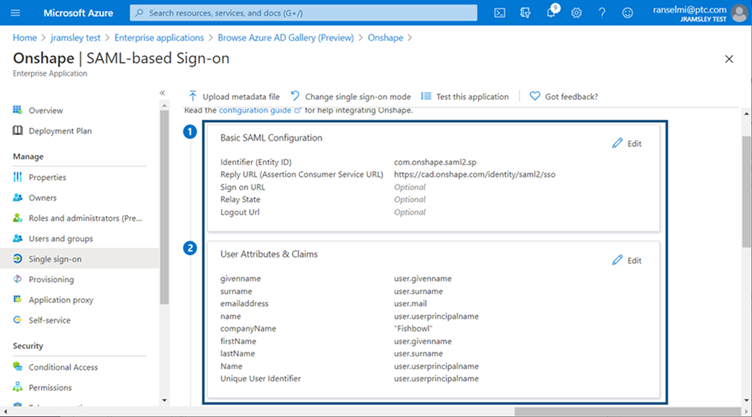 Microsoft Azure
Search resources, services, and docs (G+/)
9
ranselmi@ptc.com
JRAMSLEY TEST
Home > jramsley test > Enterprise applications > Browse Azure AD Gallery (Preview) > Onshape >
Onshape | SAML-based Sign-on
Enterprise Application
Upload metadata file Change single sign-on mode Test this application Got feedback?
Read the configuration guide for help integrating Onshape.
Overview
Deployment Plan
Manage
Properties
Owners
Roles and administrators (Pre...
Users and groups
Single sign-on
Provisioning
Application proxy
Self-service
Security
Conditional Access
Permissions
1
Basic SAML Configuration
Edit
Identifier (Entity ID) com.onshape.saml2.sp
Reply URL (Assertion Consumer Service URL) https://cad.onshape.com/identity/saml2/sso
Sign on URL Optional
Relay State Optional
Logout Url Optional
2
User Attributes & Claims
Edit
givenname user.givenname
surname user.surname
emailaddress user.mail
name user.userprincipalname
companyName "Fishbowl"
firstName user.givenname
lastName user.surname
Name user.userprincipalname
Unique User Identifier user.userprincipalname